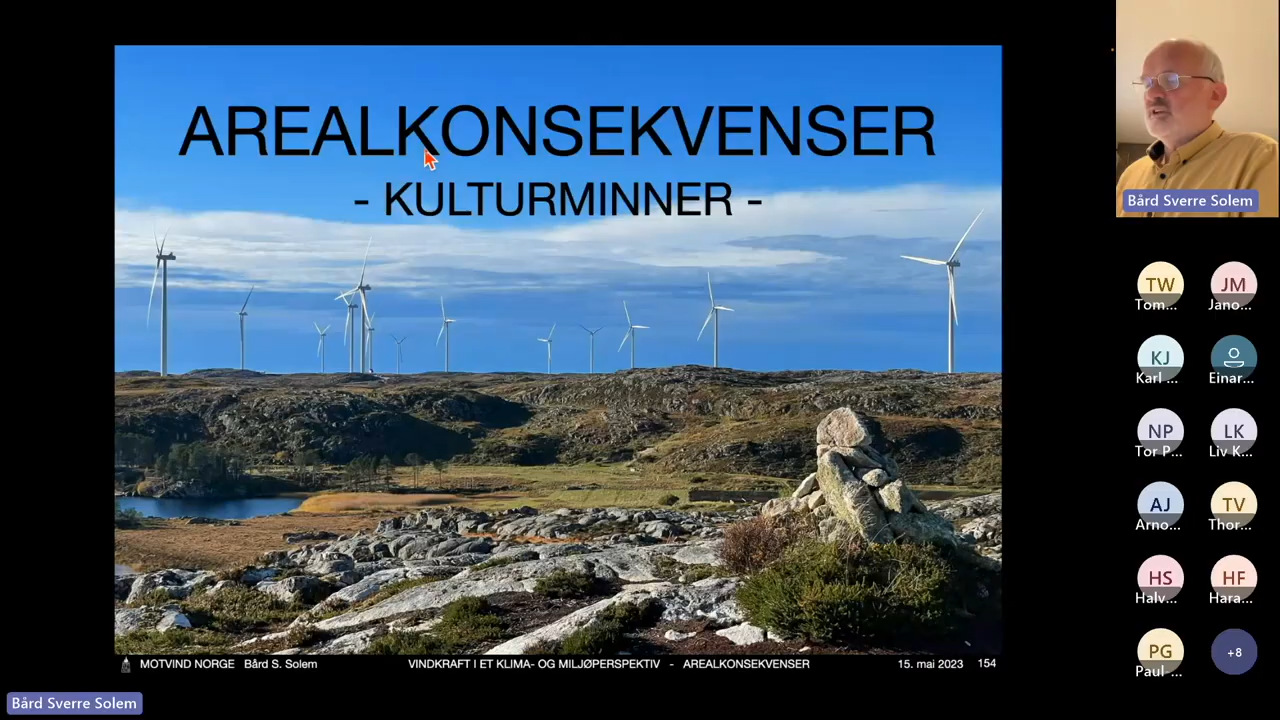 AREALKONSEKVENSER
- KULTURMINNER -
MOTVIND NORGE Bård S. Solem
VINDKRAFT I ET KLIMA- OG MILJØPERSPEKTIV - AREALKONSEKVENSER
15. mai 2023 154
Bård Sverre Solem
TW JM
Tom... Jano...
KJ
Karl ... Einar...
NP LK
Tor P... Liv K...
AJ TV
Arno... Thor...
HS HF
Halv... Hara...
PG +8
Paul-...
Bård Sverre Solem